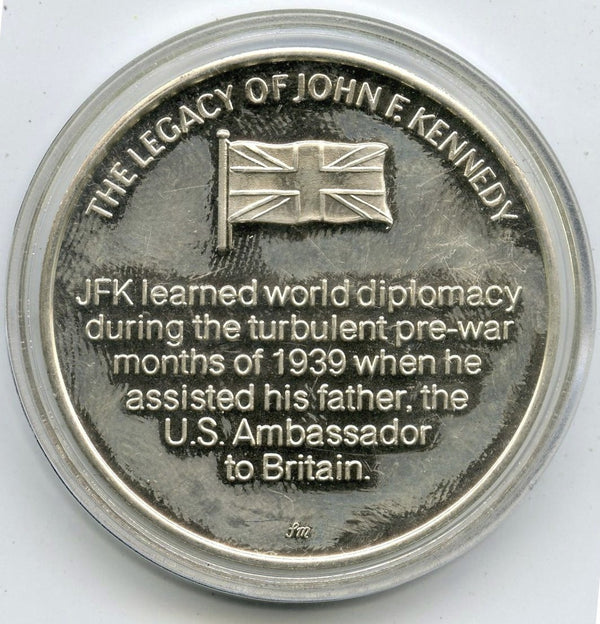 THE LEGACY OF JOHN F. KENNEDY
JFK learned world diplomacy
during the turbulent pre-war
months of 1939 when he
assisted his father, the
U.S. Ambassador
to Britain.